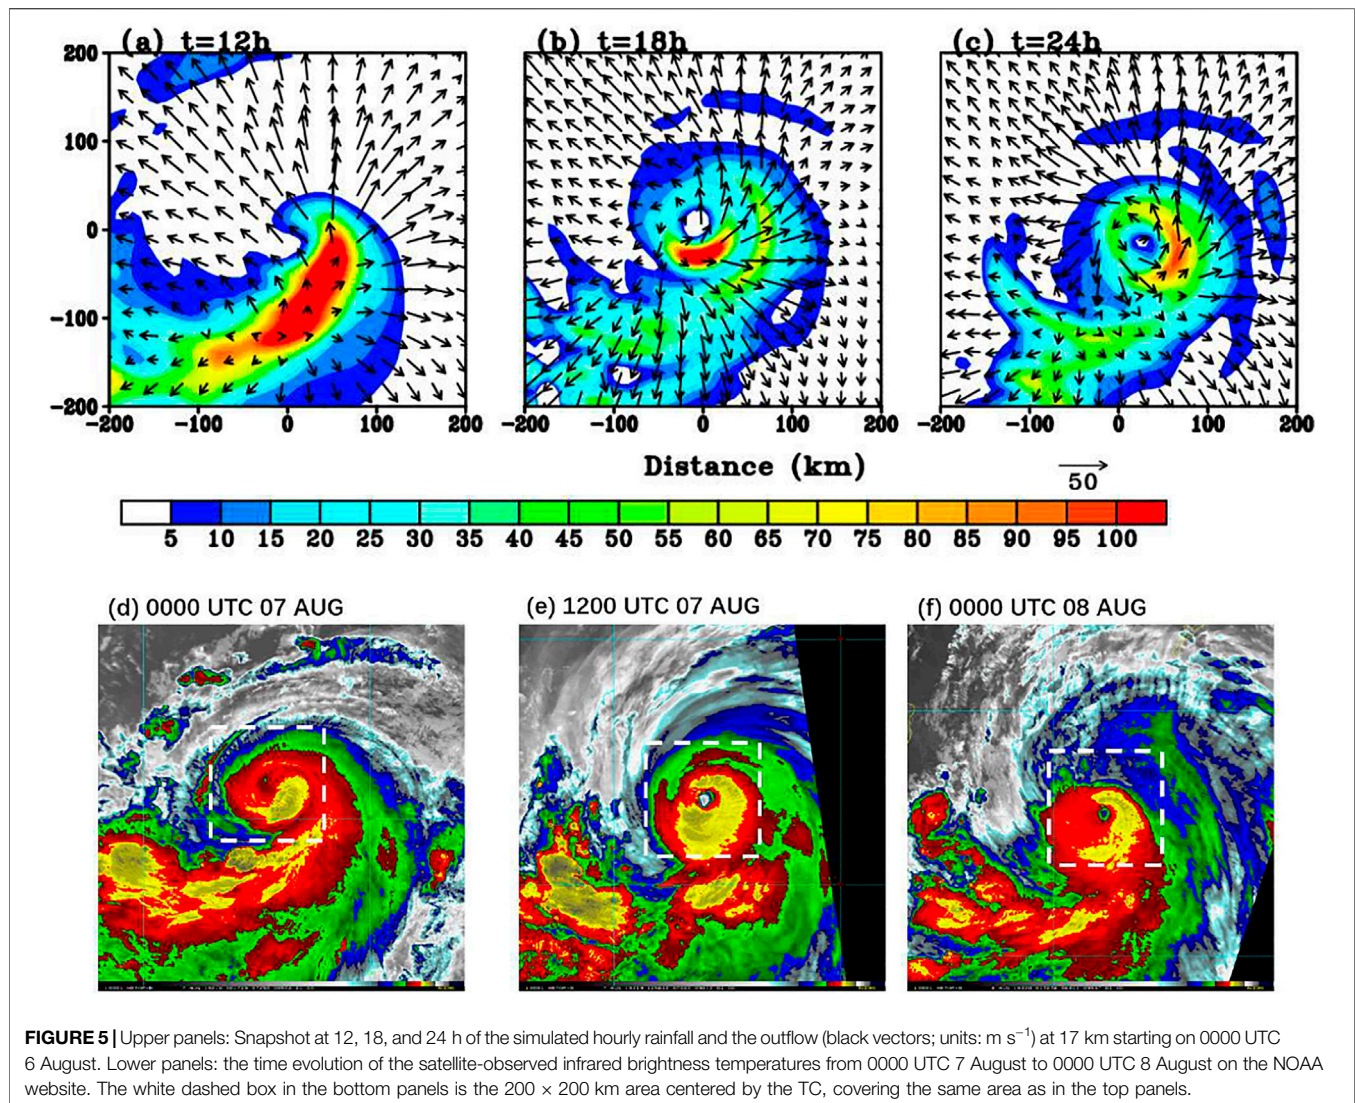 (a) t=12h (b) t=18h (c) t=24h
200
100
0
-100
-200
-200 -100 0 100 200 -200 -100 0 100 200 -200 -100 0 100 200
Distance (km)
50
5 10 15 20 25 30 35 40 45 50 55 60 65 70 75 80 85 90 95 100
(d) 0000 UTC 07 AUG (e) 1200 UTC 07 AUG (f) 0000 UTC 08 AUG
FIGURE 5 | Upper panels: Snapshot at 12, 18, and 24 h of the simulated hourly rainfall and the outflow (black vectors; units: m s⁻¹) at 17 km starting on 0000 UTC
6 August. Lower panels: the time evolution of the satellite-observed infrared brightness temperatures from 0000 UTC 7 August to 0000 UTC 8 August on the NOAA
website. The white dashed box in the bottom panels is the 200 × 200 km area centered by the TC, covering the same area as in the top panels.